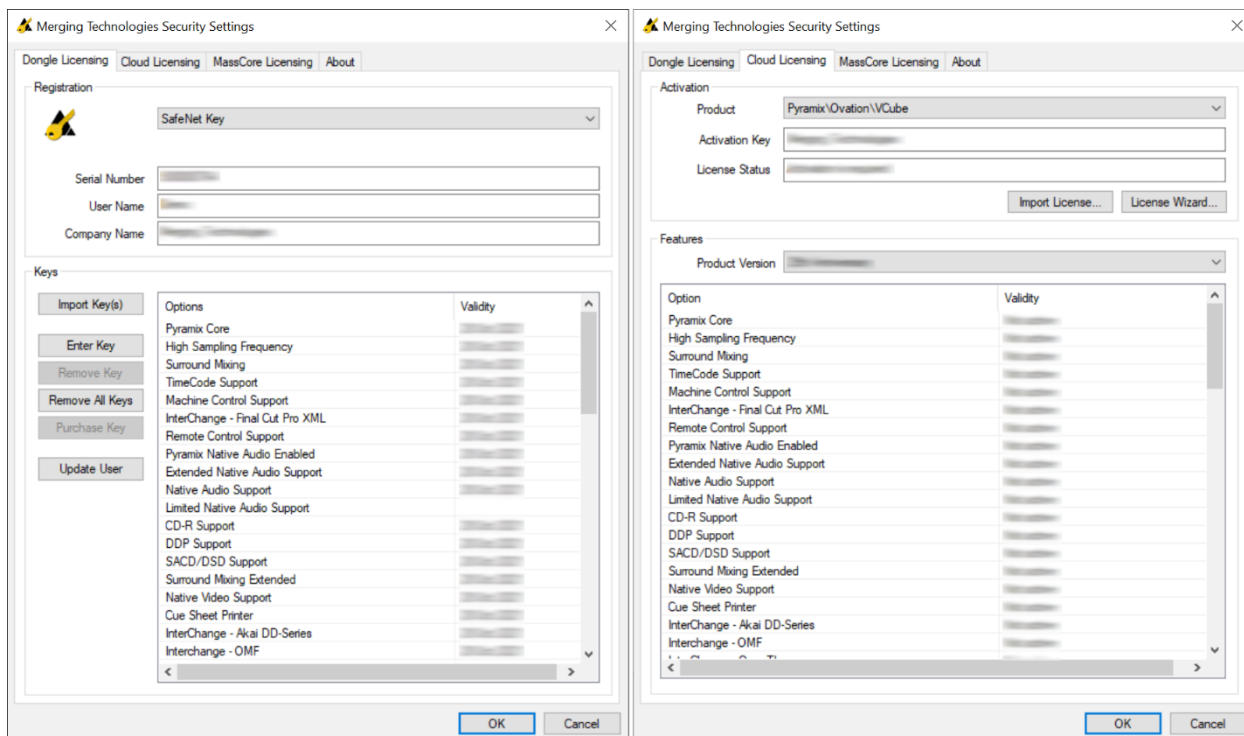 Merging Technologies Security Settings
Dongle Licensing Cloud Licensing MassCore Licensing About
Registration
SafeNet Key
Serial Number
User Name
Company Name
Keys
Import Key(s)
Enter Key
Remove Key
Remove All Keys
Purchase Key
Update User
Options Validity
Pyramix Core
High Sampling Frequency
Surround Mixing
TimeCode Support
Machine Control Support
InterChange - Final Cut Pro XML
Remote Control Support
Pyramix Native Audio Enabled
Extended Native Audio Support
Native Audio Support
Limited Native Audio Support
CD-R Support
DDP Support
SACD/DSD Support
Surround Mixing Extended
Native Video Support
Cue Sheet Printer
InterChange - Akai DD-Series
Interchange - OMF
OK Cancel
Merging Technologies Security Settings
Dongle Licensing Cloud Licensing MassCore Licensing About
Activation
Product Pyramix\Ovation\VCube
Activation Key
License Status
Import License... License Wizard...
Features
Product Version
Option Validity
Pyramix Core
High Sampling Frequency
Surround Mixing
TimeCode Support
Machine Control Support
InterChange - Final Cut Pro XML
Remote Control Support
Pyramix Native Audio Enabled
Extended Native Audio Support
Native Audio Support
Limited Native Audio Support
CD-R Support
DDP Support
SACD/DSD Support
Surround Mixing Extended
Native Video Support
Cue Sheet Printer
InterChange - Akai DD-Series
Interchange - OMF
OK Cancel